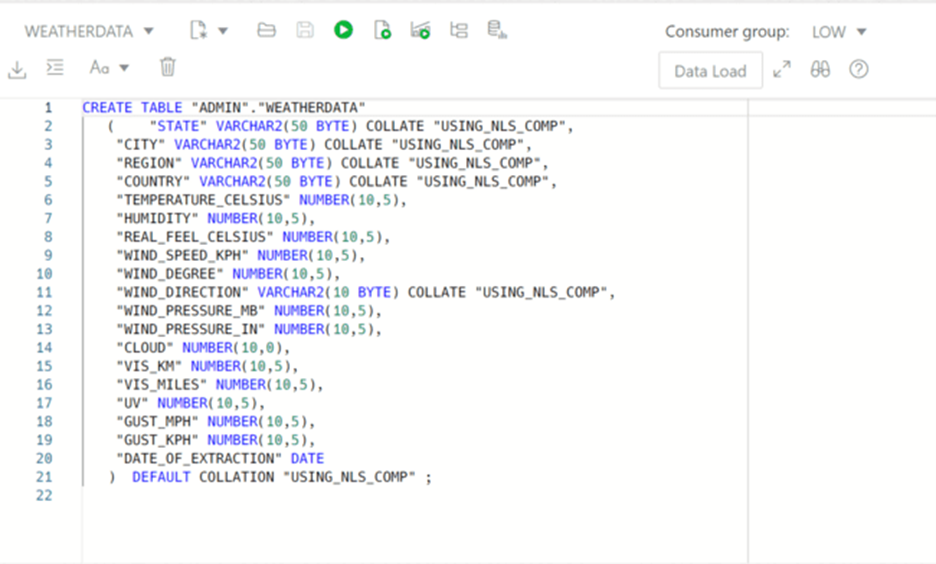 WEATHERDATA Consumer group: LOW
Aa Data Load
1 CREATE TABLE "ADMIN"."WEATHERDATA"
2 ( "STATE" VARCHAR2(50 BYTE) COLLATE "USING_NLS_COMP",
3 "CITY" VARCHAR2(50 BYTE) COLLATE "USING_NLS_COMP",
4 "REGION" VARCHAR2(50 BYTE) COLLATE "USING_NLS_COMP",
5 "COUNTRY" VARCHAR2(50 BYTE) COLLATE "USING_NLS_COMP",
6 "TEMPERATURE_CELSIUS" NUMBER(10,5),
7 "HUMIDITY" NUMBER(10,5),
8 "REAL_FEEL_CELSIUS" NUMBER(10,5),
9 "WIND_SPEED_KPH" NUMBER(10,5),
10 "WIND_DEGREE" NUMBER(10,5),
11 "WIND_DIRECTION" VARCHAR2(10 BYTE) COLLATE "USING_NLS_COMP",
12 "WIND_PRESSURE_MB" NUMBER(10,5),
13 "WIND_PRESSURE_IN" NUMBER(10,5),
14 "CLOUD" NUMBER(10,0),
15 "VIS_KM" NUMBER(10,5),
16 "VIS_MILES" NUMBER(10,5),
17 "UV" NUMBER(10,5),
18 "GUST_MPH" NUMBER(10,5),
19 "GUST_KPH" NUMBER(10,5),
20 "DATE_OF_EXTRACTION" DATE
21 ) DEFAULT COLLATION "USING_NLS_COMP" ;
22